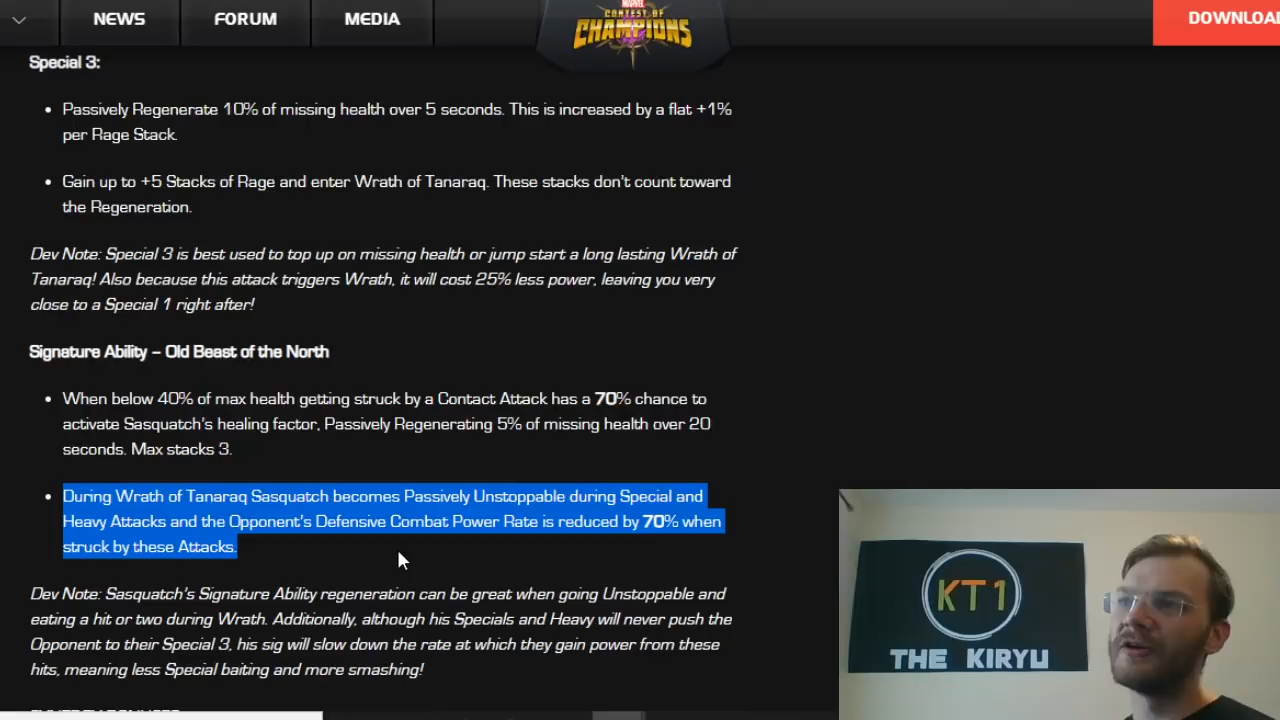 NEWS
FORUM
MEDIA
MARVEL
CONTEST OF
CHAMPIONS
DOWNLOA
Special 3:
• Passively Regenerate 10% of missing health over 5 seconds. This is increased by a flat +1%
per Rage Stack.
• Gain up to +5 Stacks of Rage and enter Wrath of Tanaraq. These stacks don't count toward
the Regeneration.
Dev Note: Special 3 is best used to top up on missing health or jump start a long lasting Wrath of
Tanaraq! Also because this attack triggers Wrath, it will cost 25% less power, leaving you very
close to a Special 1 right after!
Signature Ability – Old Beast of the North
• When below 40% of max health getting struck by a Contact Attack has a 70% chance to
activate Sasquatch's healing factor, Passively Regenerating 5% of missing health over 20
seconds. Max stacks 3.
• During Wrath of Tanaraq Sasquatch becomes Passively Unstoppable during Special and
Heavy Attacks and the Opponent's Defensive Combat Power Rate is reduced by 70% when
struck by these Attacks.
Dev Note: Sasquatch's Signature Ability regeneration can be great when going Unstoppable and
eating a hit or two during Wrath. Additionally, although his Specials and Heavy will never push the
Opponent to their Special 3, his sig will slow down the rate at which they gain power from these
hits, meaning less Special baiting and more smashing!
KT1
THE KIRYU